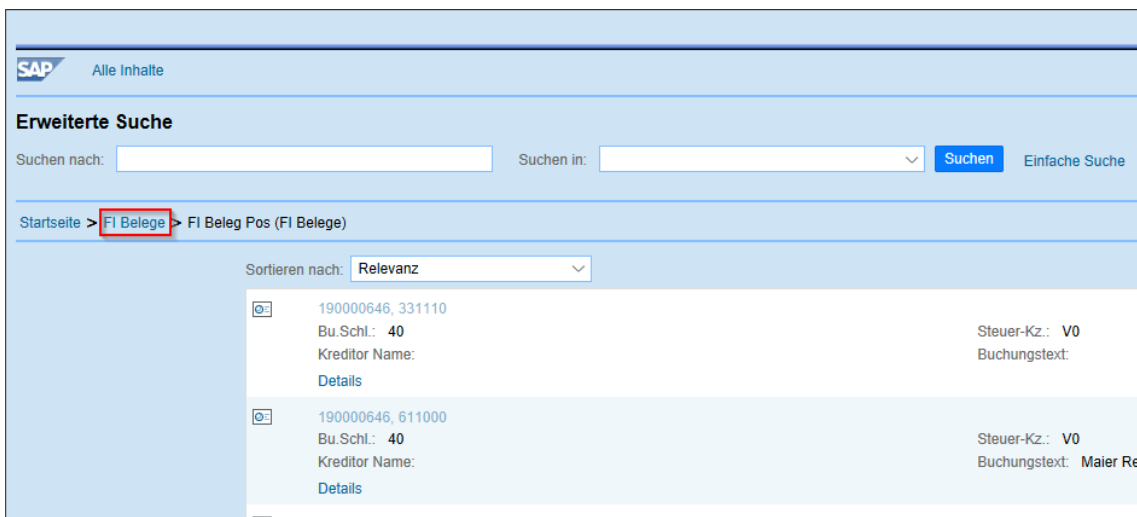 SAP Alle Inhalte
Erweiterte Suche
Suchen nach: Suchen in: Suchen Einfache Suche
Startseite > FI Belege > FI Beleg Pos (FI Belege)
Sortieren nach: Relevanz
190000646, 331110
Bu.Schl.: 40 Steuer-Kz.: V0
Kreditor Name: Buchungstext:
Details
190000646, 611000
Bu.Schl.: 40 Steuer-Kz.: V0
Kreditor Name: Buchungstext: Maier Re
Details